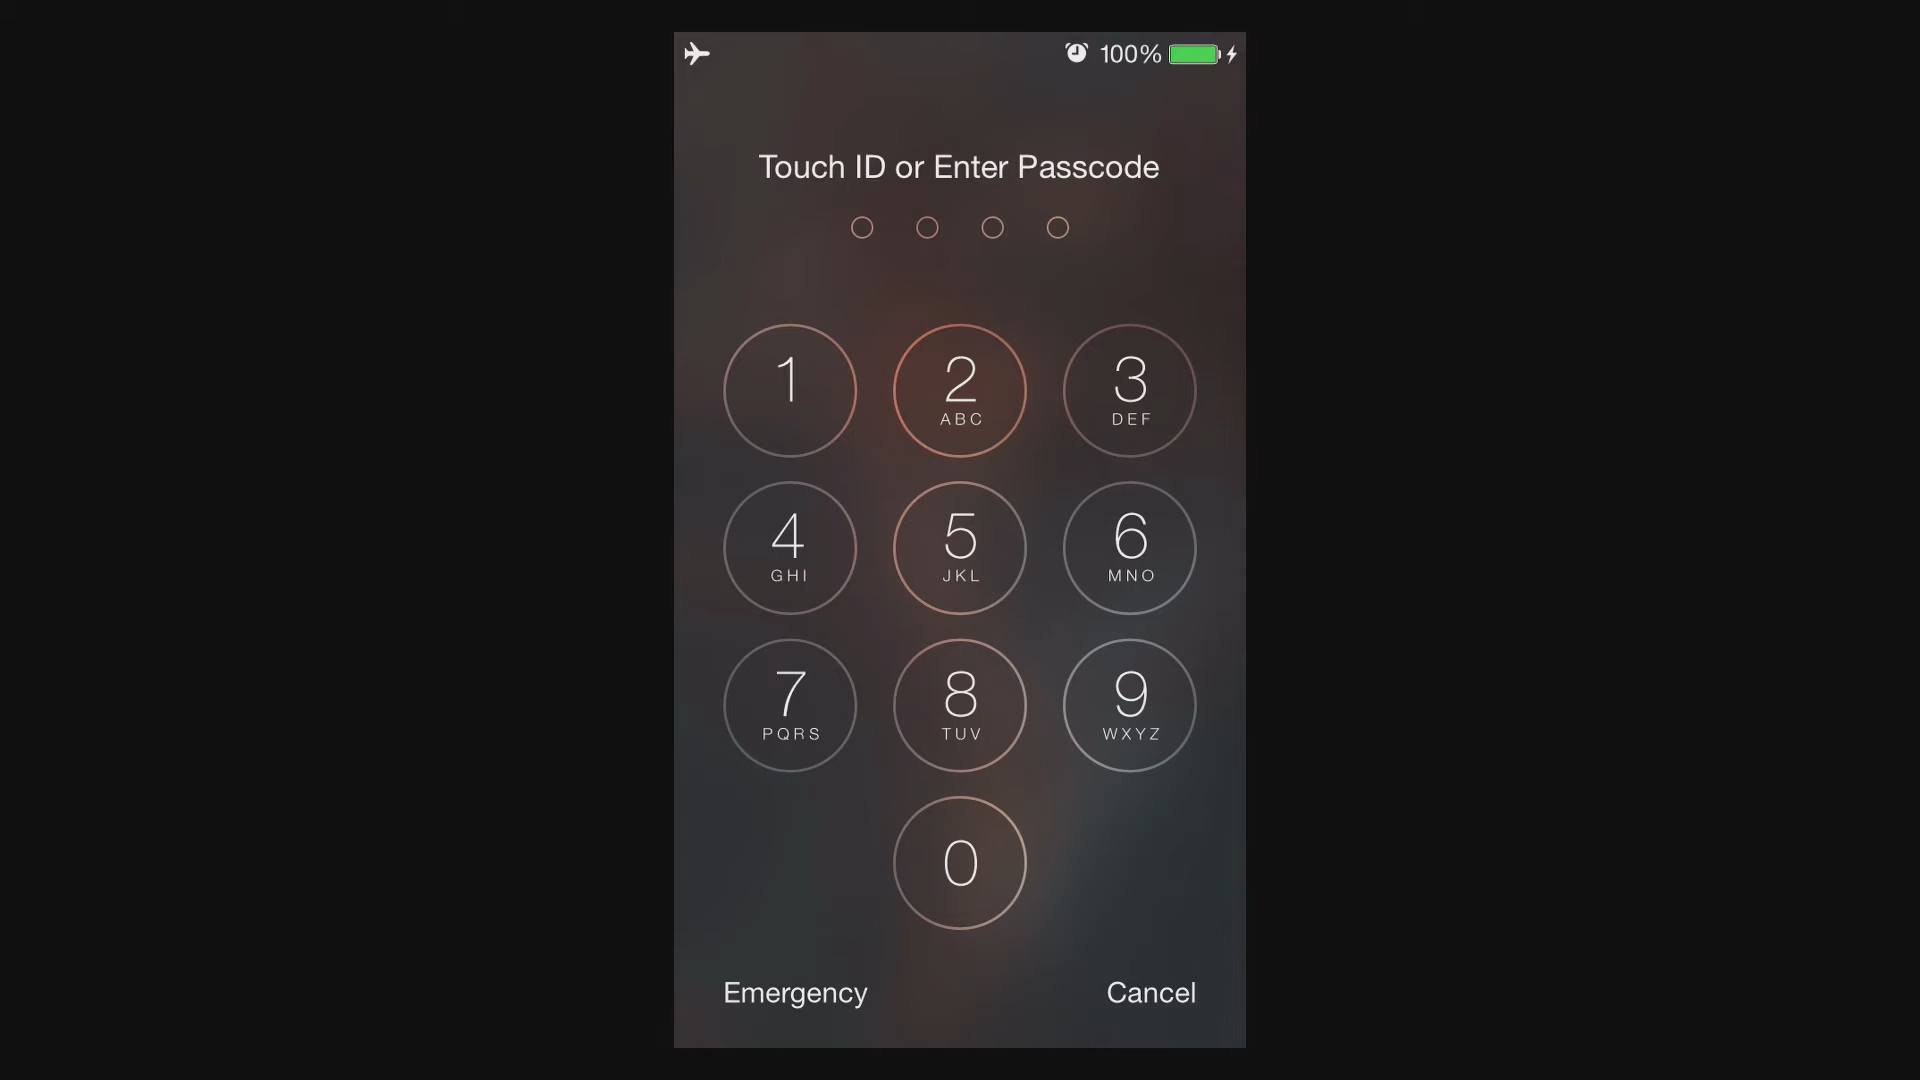 100%
Touch ID or Enter Passcode
1 2 3
ABC DEF
4 5 6
GHI JKL MNO
7 8 9
PQRS TUV WXYZ
0
Emergency Cancel